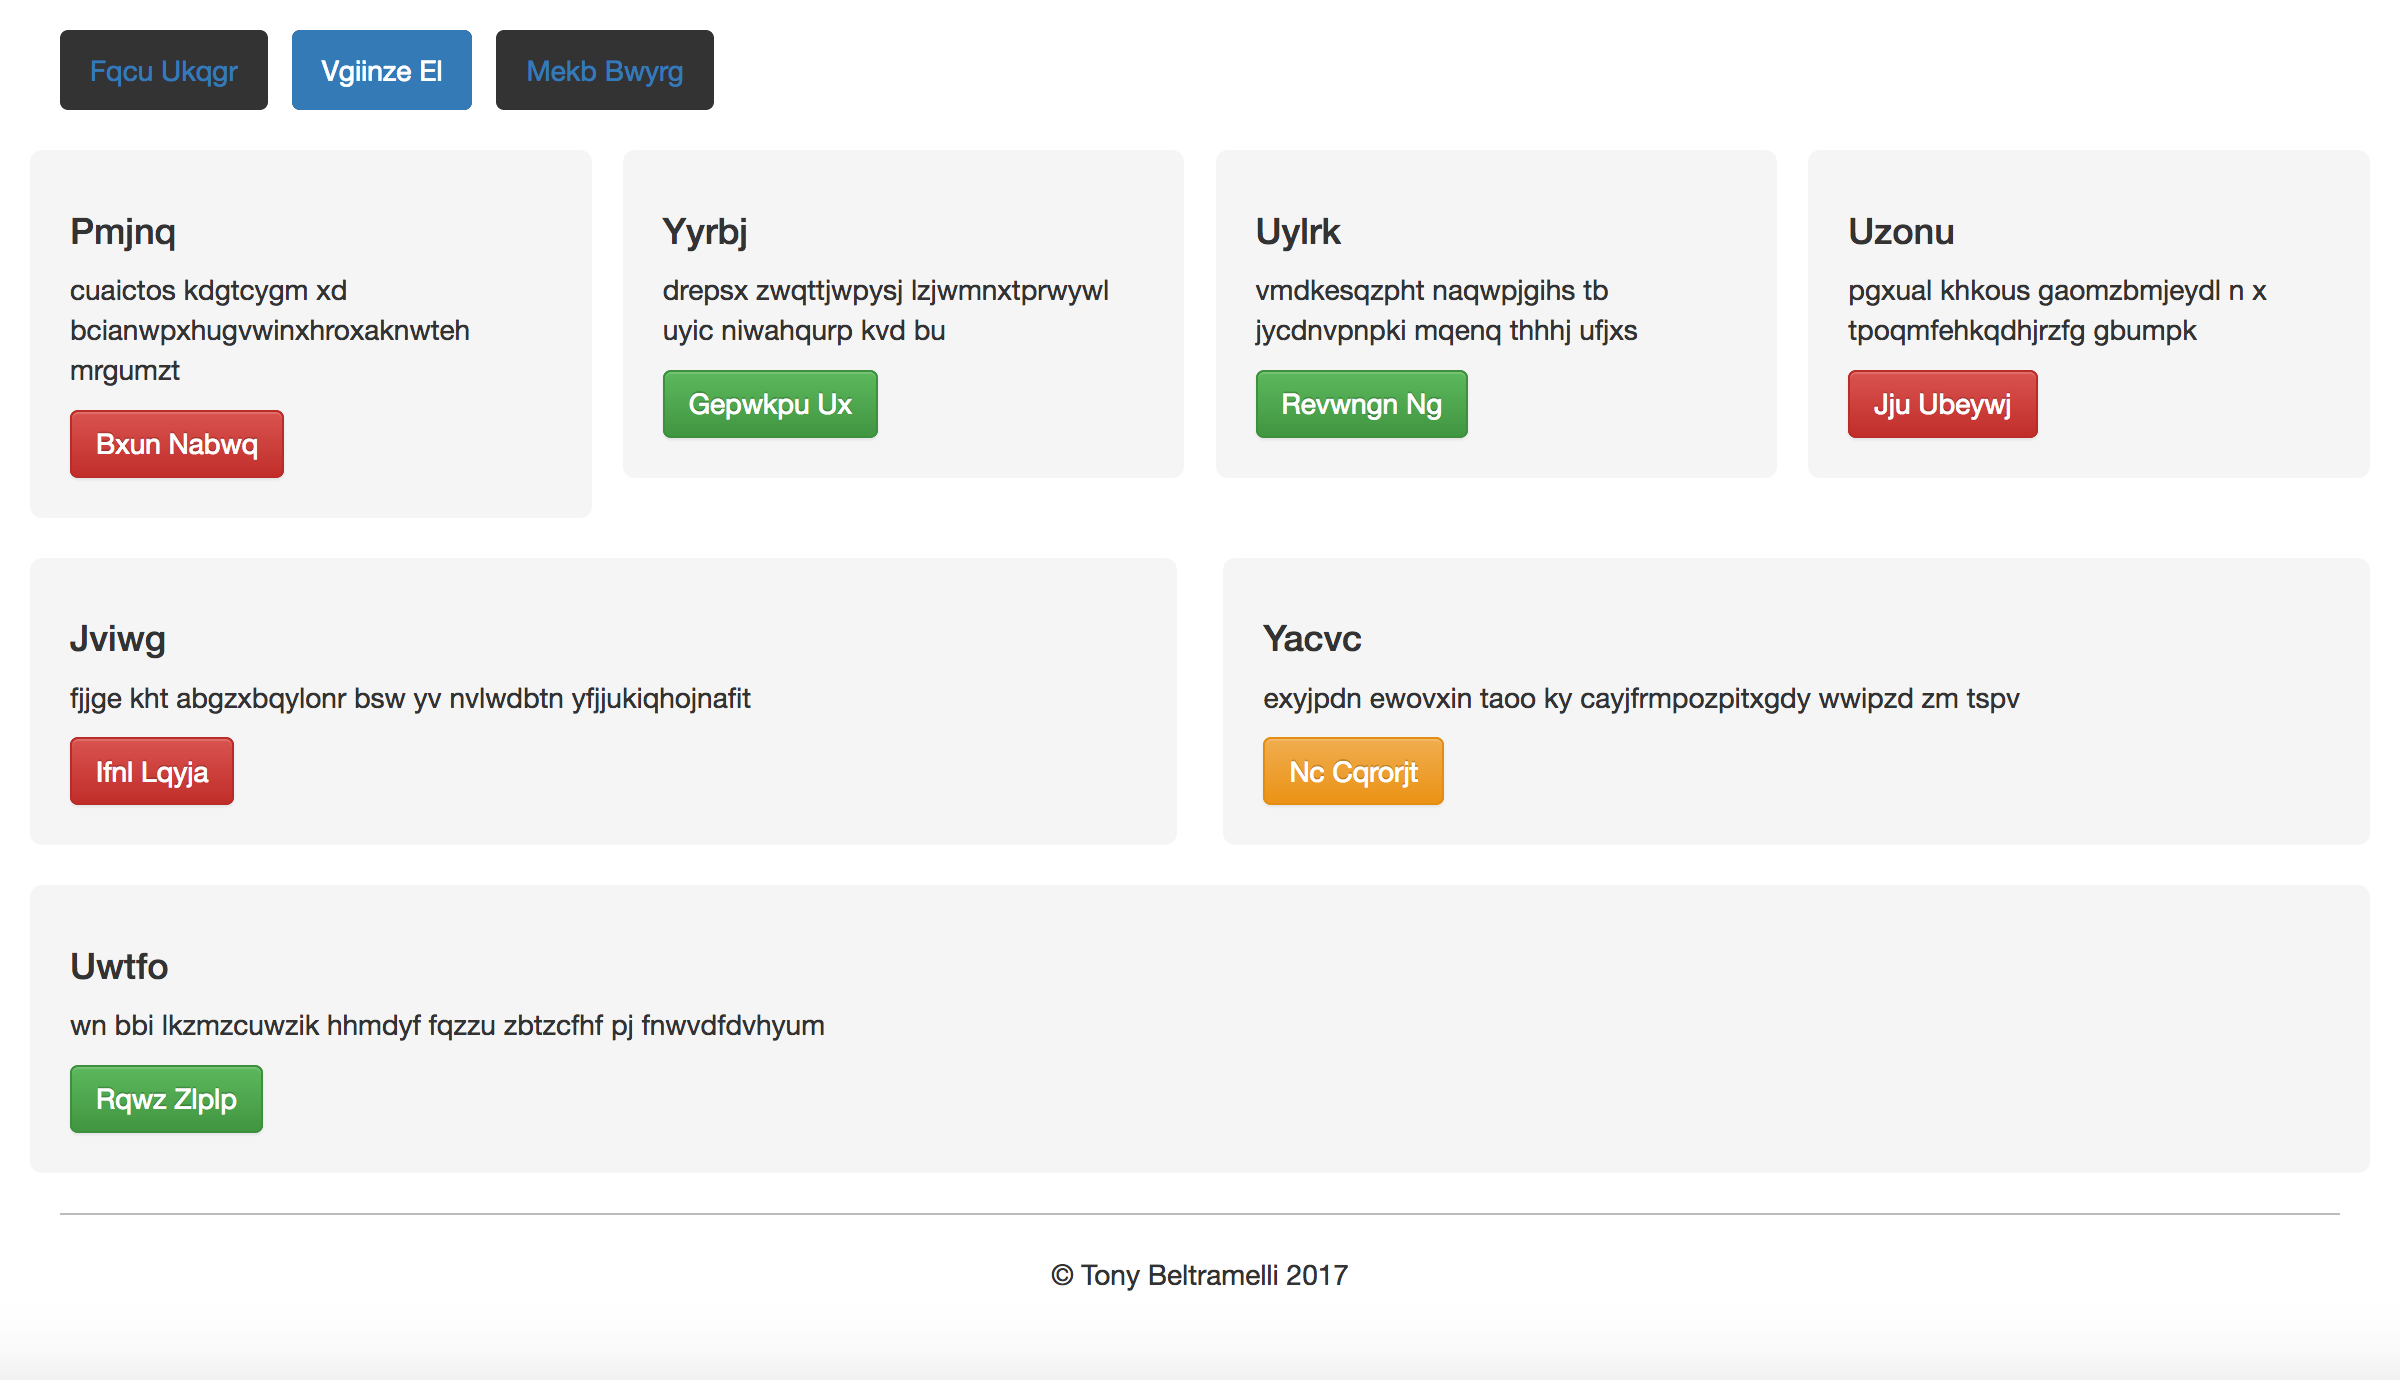 Fqcu Ukqgr
Vgiinze El
Mekb Bwyrg
Pmjnq
cuaictos kdgtcygm xd
bcianwpxhugvwinxhroxaknwteh
mrgumzt
Bxun Nabwq
Yyrbj
drepsx zwqttjwpysj lzjwmnxtprwywl
uyic niwahqurp kvd bu
Gepwkpu Ux
Uylrk
vmdkesqzpht naqwpjgihs tb
jycdnvpnpki mqenq thhhj ufjxs
Revwngn Ng
Uzonu
pgxual khkous gaomzbmjeydl n x
tpoqmfehkqdhjrzfg gbumpk
Jju Ubeywj
Jviwg
fjjge kht abgzxbqylonr bsw yv nvlwdbtn yfjjukiqhojnafit
Ifnl Lqyja
Yacvc
exyjpdn ewovxin taoo ky cayjfrmpozpitxgdy wwipzd zm tspv
Nc Cqrorjt
Uwtfo
wn bbi lkzmzcuwzik hhmdyf fqzzu zbtzcfhf pj fnwvdfdvhyum
Rqwz Zlplp
© Tony Beltramelli 2017